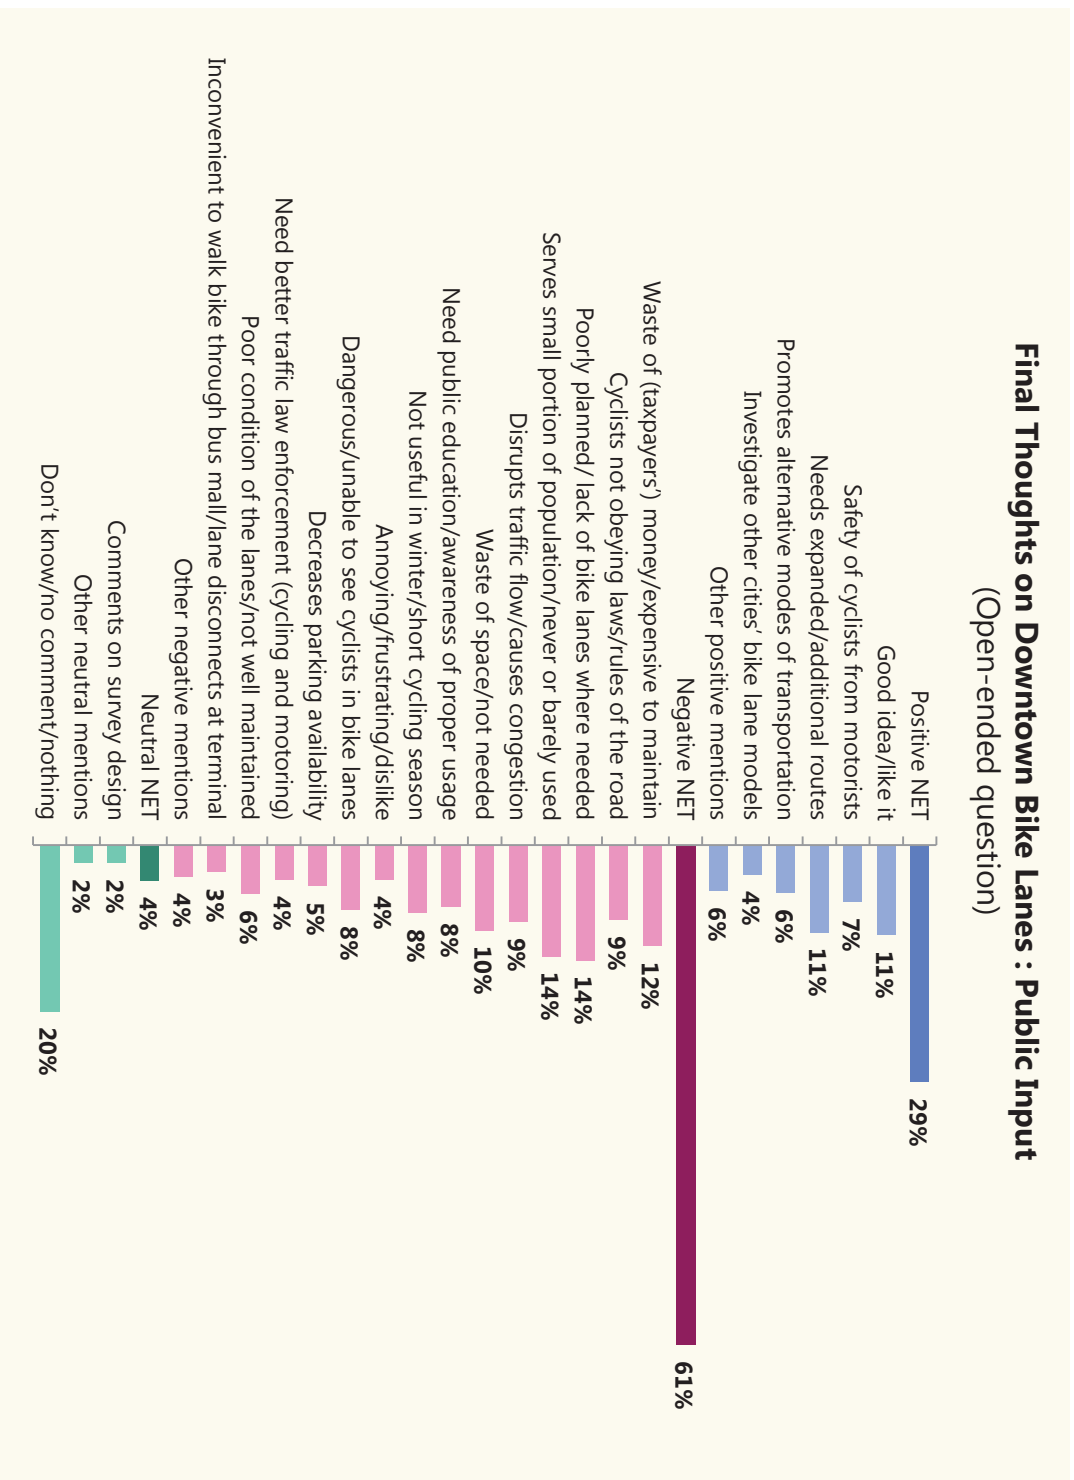 Final Thoughts on Downtown Bike Lanes : Public Input
(Open-ended question)
Positive NET 29%
Good idea/like it 11%
Safety of cyclists from motorists 7%
Needs expanded/additional routes 11%
Promotes alternative modes of transportation 6%
Investigate other cities’ bike lane models 4%
Other positive mentions 6%
Negative NET 61%
Waste of (taxpayers’) money/expensive to maintain 12%
Cyclists not obeying laws/rules of the road 9%
Poorly planned/ lack of bike lanes where needed 14%
Serves small portion of population/never or barely used 14%
Disrupts traffic flow/causes congestion 9%
Waste of space/not needed 10%
Need public education/awareness of proper usage 8%
Not useful in winter/short cycling season 8%
Annoying/frustrating/dislike 4%
Dangerous/unable to see cyclists in bike lanes 8%
Decreases parking availability 5%
Need better traffic law enforcement (cycling and motoring) 4%
Poor condition of the lanes/not well maintained 6%
Inconvenient to walk bike through bus mall/lane disconnects at terminal 3%
Other negative mentions 4%
Neutral NET 4%
Comments on survey design 2%
Other neutral mentions 2%
Don’t know/no comment/nothing 20%